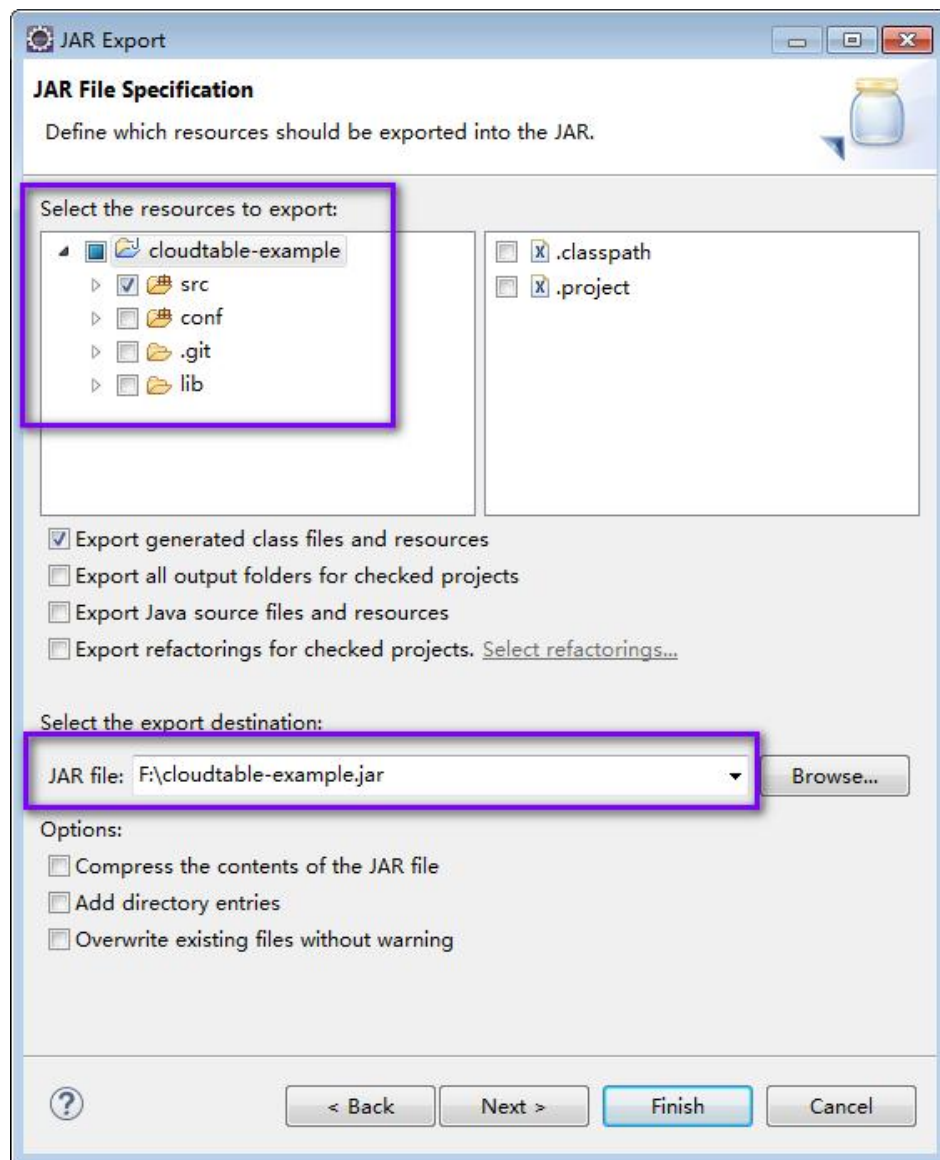 JAR Export
JAR File Specification
Define which resources should be exported into the JAR.
Select the resources to export:
cloudtable-example
src
conf
.git
lib
.classpath
.project
Export generated class files and resources
Export all output folders for checked projects
Export Java source files and resources
Export refactorings for checked projects. Select refactorings...
Select the export destination:
JAR file: F:\cloudtable-example.jar Browse...
Options:
Compress the contents of the JAR file
Add directory entries
Overwrite existing files without warning
< Back Next > Finish Cancel